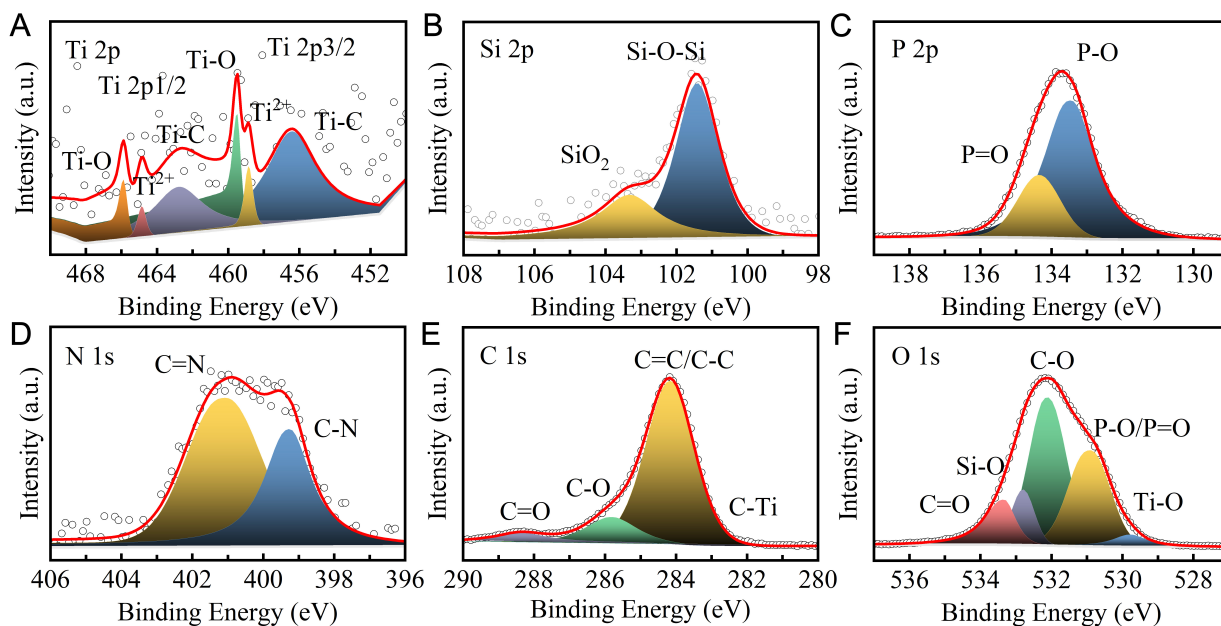 A
Ti 2p
Ti 2p1/2
Ti-O
Ti 2p3/2
Ti-O
Ti²⁺
Ti-C
Ti²⁺
Ti-C
Intensity (a.u.)
468 464 460 456 452
Binding Energy (eV)
B
Si 2p
Si-O-Si
SiO₂
Intensity (a.u.)
108 106 104 102 100 98
Binding Energy (eV)
C
P 2p
P-O
P=O
Intensity (a.u.)
138 136 134 132 130
Binding Energy (eV)
D
N 1s
C=N
C-N
Intensity (a.u.)
406 404 402 400 398 396
Binding Energy (eV)
E
C 1s
C=C/C-C
C-O
C=O
C-Ti
Intensity (a.u.)
290 288 286 284 282 280
Binding Energy (eV)
F
O 1s
C-O
P-O/P=O
Si-O
C=O
Ti-O
Intensity (a.u.)
536 534 532 530 528
Binding Energy (eV)